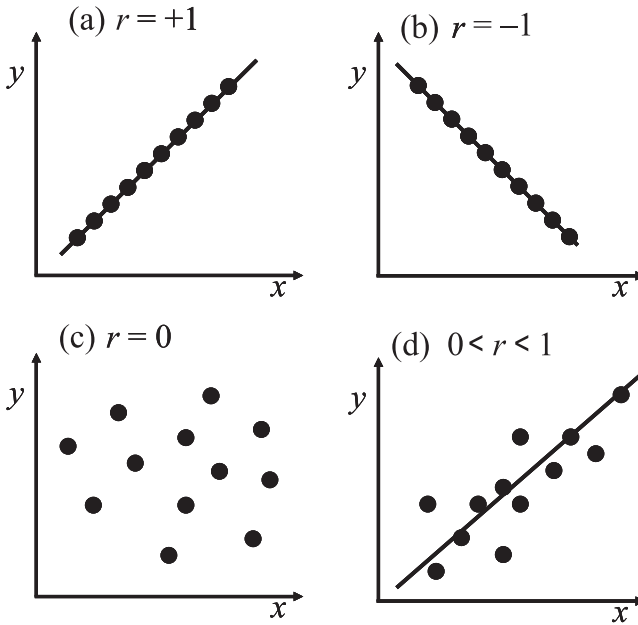 (a) r = +1
y
x
(b) r = −1
y
x
(c) r = 0
y
x
(d) 0 < r < 1
y
x